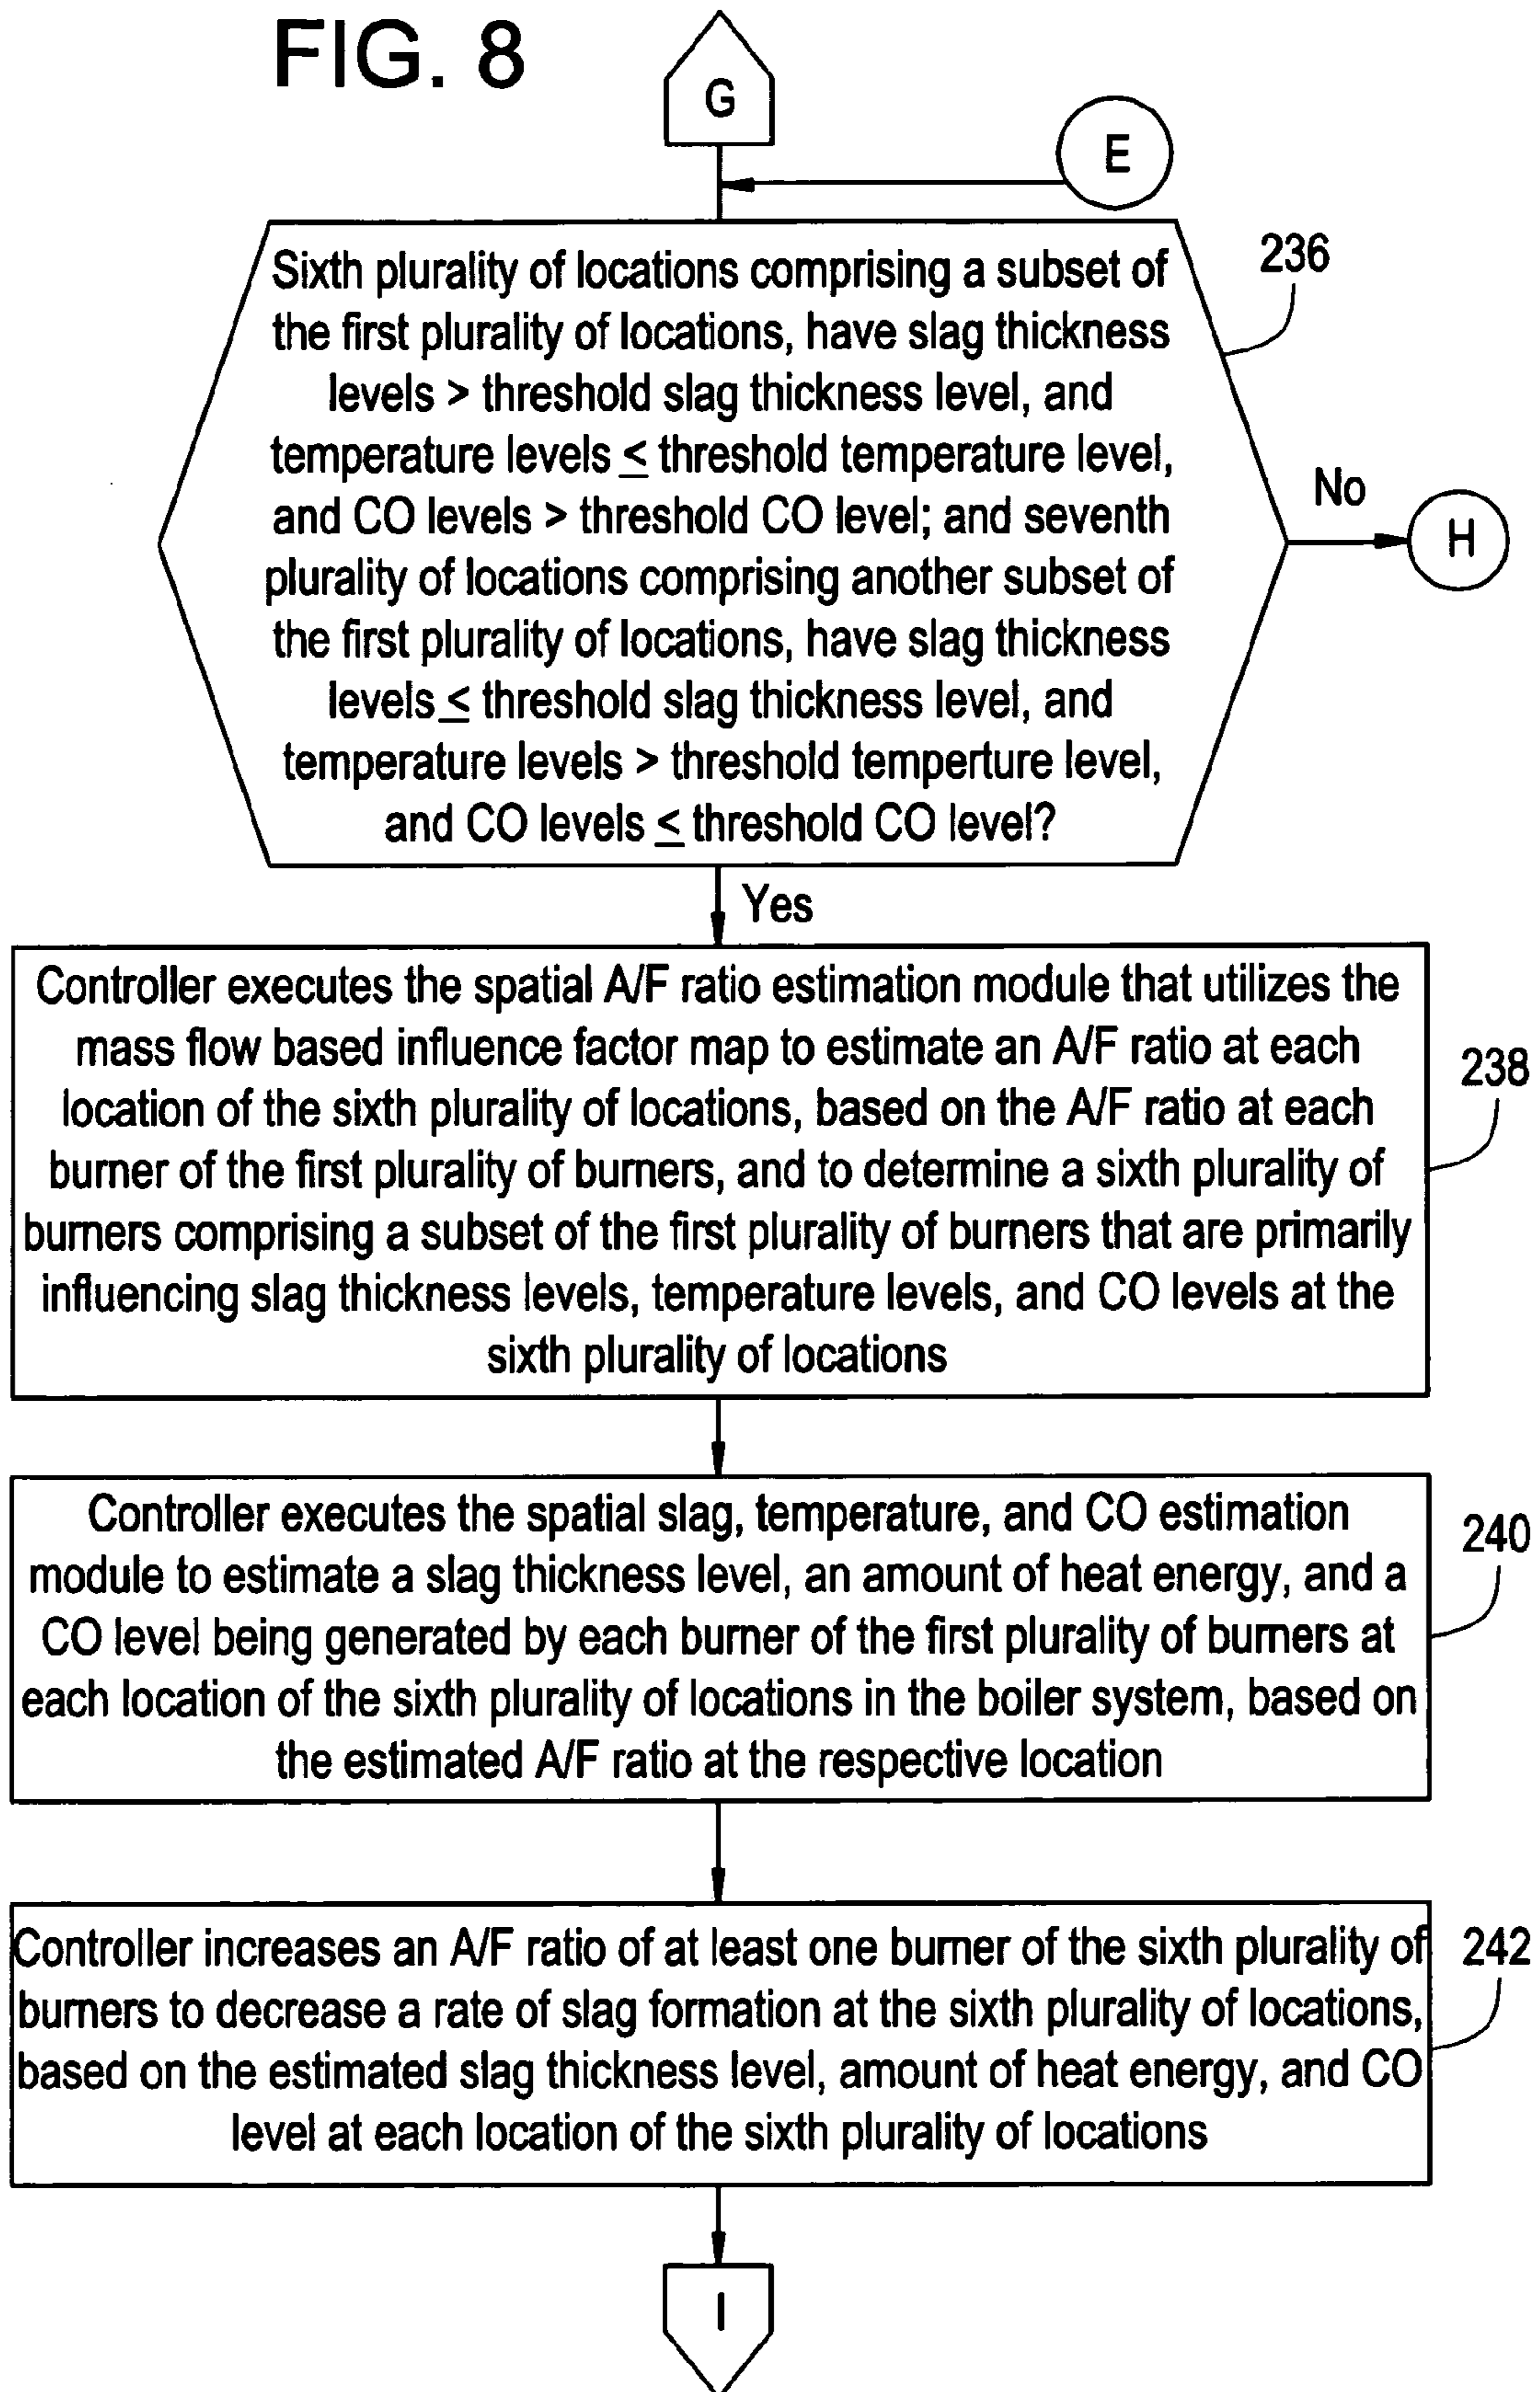 FIG. 8
G
E
Sixth plurality of locations comprising a subset of
the first plurality of locations, have slag thickness
levels > threshold slag thickness level, and
temperature levels ≤ threshold temperature level,
and CO levels > threshold CO level; and seventh
plurality of locations comprising another subset of
the first plurality of locations, have slag thickness
levels ≤ threshold slag thickness level, and
temperature levels > threshold temperture level,
and CO levels ≤ threshold CO level?
236
No
H
Yes
Controller executes the spatial A/F ratio estimation module that utilizes the
mass flow based influence factor map to estimate an A/F ratio at each
location of the sixth plurality of locations, based on the A/F ratio at each
burner of the first plurality of burners, and to determine a sixth plurality of
burners comprising a subset of the first plurality of burners that are primarily
influencing slag thickness levels, temperature levels, and CO levels at the
sixth plurality of locations
238
Controller executes the spatial slag, temperature, and CO estimation
module to estimate a slag thickness level, an amount of heat energy, and a
CO level being generated by each burner of the first plurality of burners at
each location of the sixth plurality of locations in the boiler system, based on
the estimated A/F ratio at the respective location
240
Controller increases an A/F ratio of at least one burner of the sixth plurality of
burners to decrease a rate of slag formation at the sixth plurality of locations,
based on the estimated slag thickness level, amount of heat energy, and CO
level at each location of the sixth plurality of locations
242
I